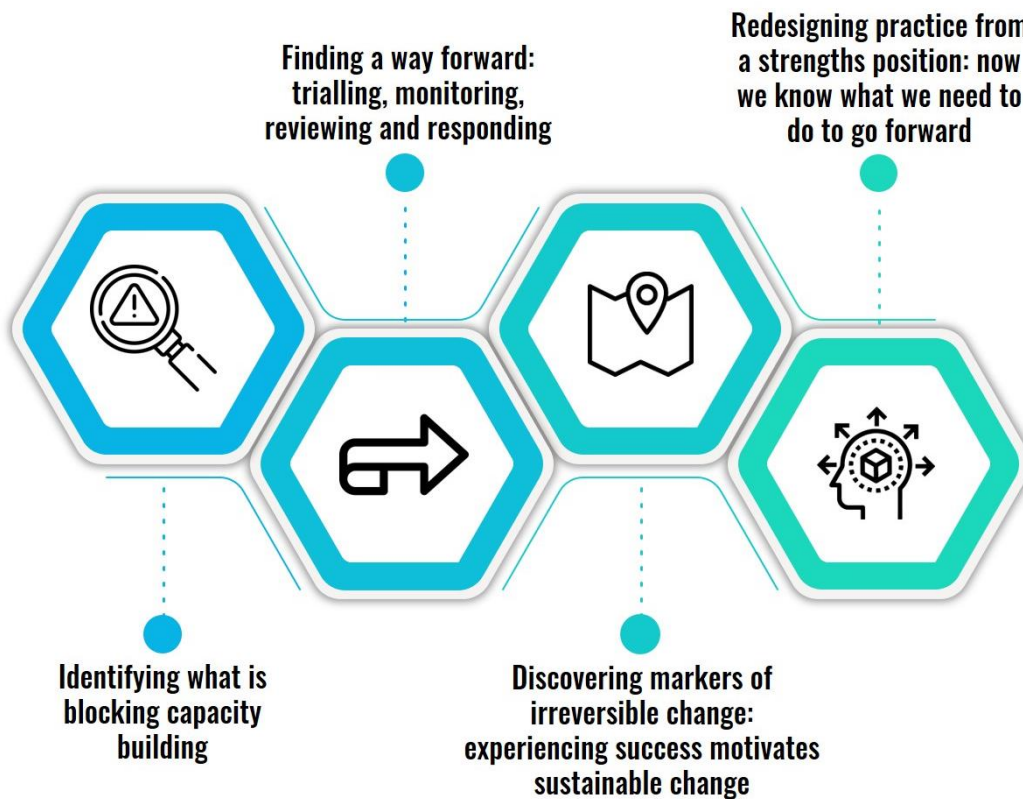 Finding a way forward:
trialling, monitoring,
reviewing and responding
Redesigning practice from
a strengths position: now
we know what we need to
do to go forward
Identifying what is
blocking capacity
building
Discovering markers of
irreversible change:
experiencing success motivates
sustainable change